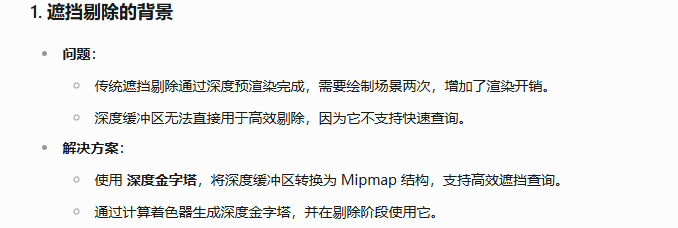 1. 遮挡剔除的背景
问题：
传统遮挡剔除通过深度预渲染完成，需要绘制场景两次，增加了渲染开销。
深度缓冲区无法直接用于高效剔除，因为它不支持快速查询。
解决方案：
使用 深度金字塔，将深度缓冲区转换为 Mipmap 结构，支持高效遮挡查询。
通过计算着色器生成深度金字塔，并在剔除阶段使用它。